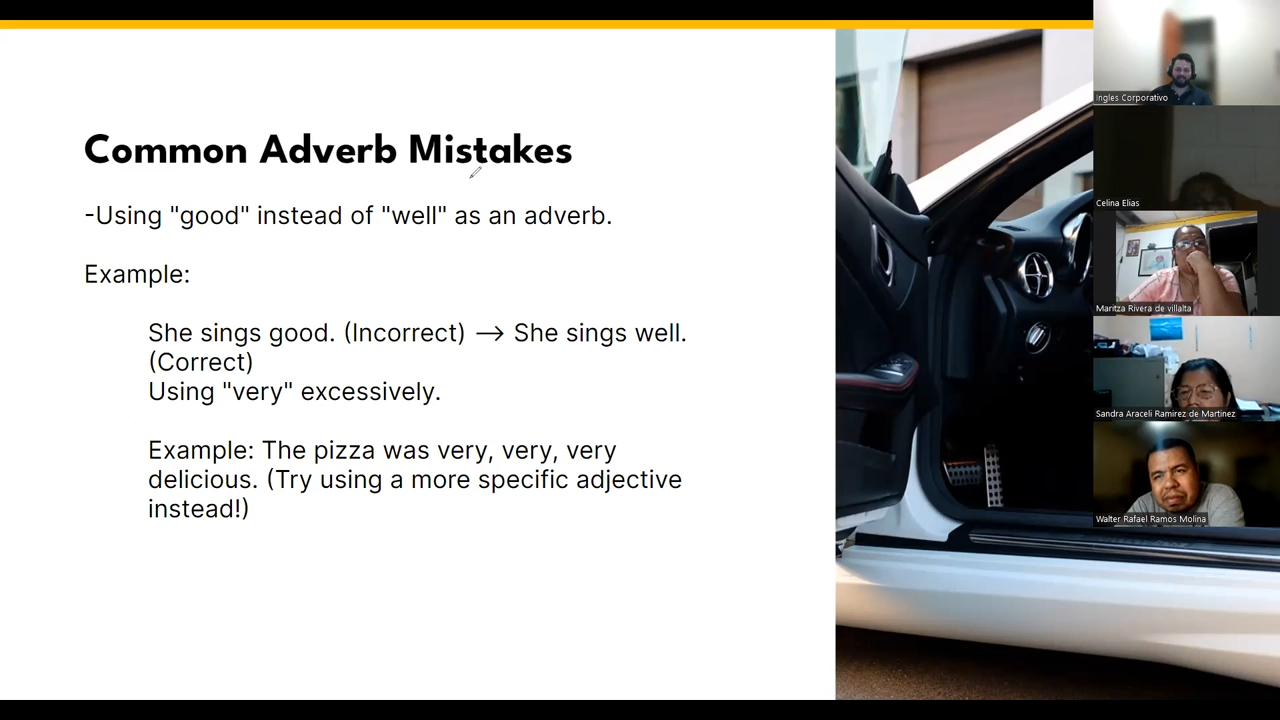 Common Adverb Mistakes
-Using "good" instead of "well" as an adverb.
Example:
She sings good. (Incorrect) --> She sings well.
(Correct)
Using "very" excessively.
Example: The pizza was very, very, very
delicious. (Try using a more specific adjective
instead!)
Ingles Corporativo
Celina Elias
Maritza Rivera de villalta
Sandra Araceli Ramirez de Martinez
Walter Rafael Ramos Molina